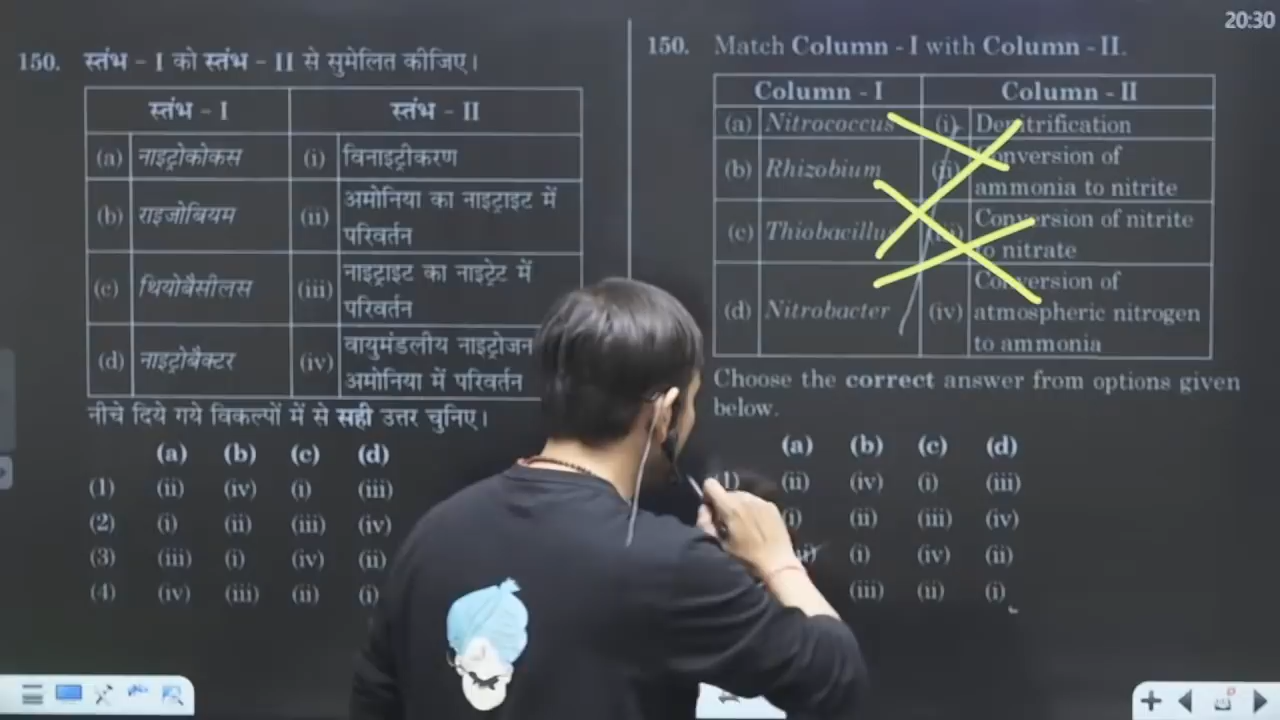 20:30
150. स्तंभ - I को स्तंभ - II से सुमेलित कीजिए।
स्तंभ - I स्तंभ - II
(a) नाइट्रोकोकस (i) विनाइट्रीकरण
(b) राइजोबियम (ii) अमोनिया का नाइट्राइट में
परिवर्तन
(c) थियोबैसीलस (iii) नाइट्राइट का नाइट्रेट में
परिवर्तन
(d) नाइट्रोबैक्टर (iv) वायुमंडलीय नाइट्रोजन
अमोनिया में परिवर्तन
नीचे दिये गये विकल्पों में से सही उत्तर चुनिए।
(a) (b) (c) (d)
(1) (ii) (iv) (i) (iii)
(2) (i) (ii) (iii) (iv)
(3) (iii) (i) (iv) (ii)
(4) (iv) (iii) (ii) (i)
150. Match Column - I with Column - II.
Column - I Column - II
(a) Nitrococcus (i) Denitrification
(b) Rhizobium (ii) Conversion of
ammonia to nitrite
(c) Thiobacillus (iii) Conversion of nitrite
to nitrate
(d) Nitrobacter (iv) Conversion of
atmospheric nitrogen
to ammonia
Choose the correct answer from options given
below.
(a) (b) (c) (d)
(1) (ii) (iv) (i) (iii)
(i) (ii) (iii) (iv)
(i) (iv) (ii)
(iii) (ii) (i)